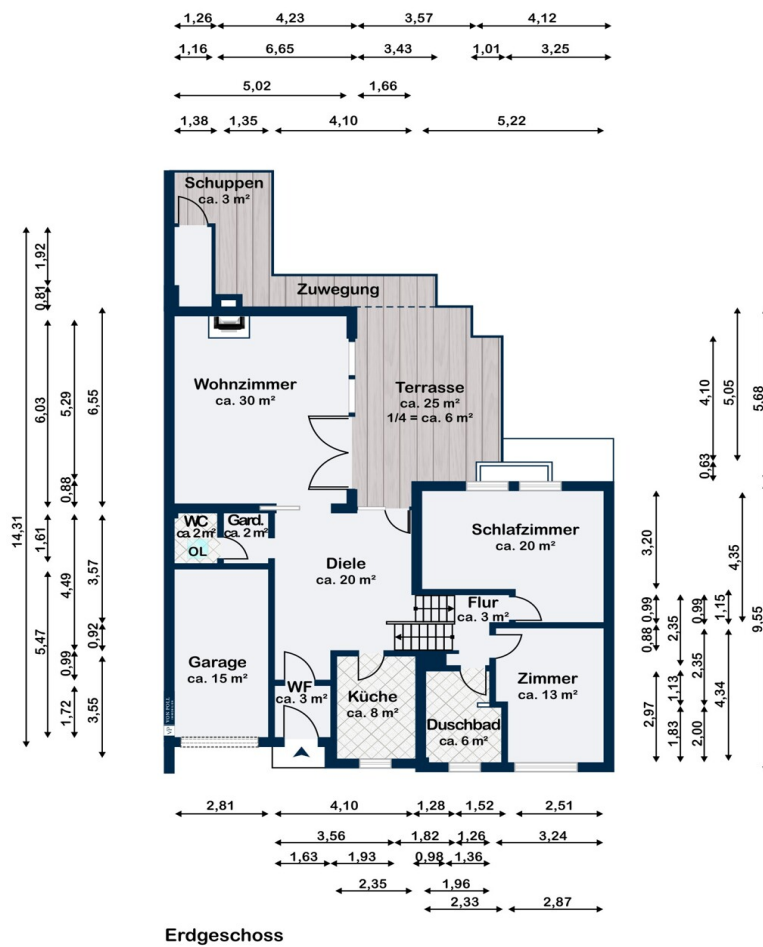 1,26 4,23 3,57 4,12
1,16 6,65 3,43 1,01 3,25
5,02 1,66
1,38 1,35 4,10 5,22
Schuppen
ca. 3 m²
Zuwegung
Wohnzimmer
ca. 30 m²
Terrasse
ca. 25 m²
1/4 = ca. 6 m²
WC
ca 2 m²
OL
Gard.
ca. 2 m²
Diele
ca. 20 m²
Schlafzimmer
ca. 20 m²
Flur
ca. 3 m²
Garage
ca. 15 m²
WF
ca. 3 m²
Küche
ca. 8 m²
Duschbad
ca. 6 m²
Zimmer
ca. 13 m²
14,31
1,92
0,81
6,03
1,61
5,47
5,29
0,88
4,49
0,99
1,72
6,55
3,57
0,92
3,55
4,10
0,63
5,05
5,68
3,20
0,99
0,88
2,97
2,35
1,13
1,83
0,99
2,35
2,00
4,35
1,15
4,34
9,55
2,81 4,10 1,28 1,52 2,51
3,56 1,82 1,26 3,24
1,63 1,93 0,98 1,36
2,35 1,96
2,33 2,87
Erdgeschoss